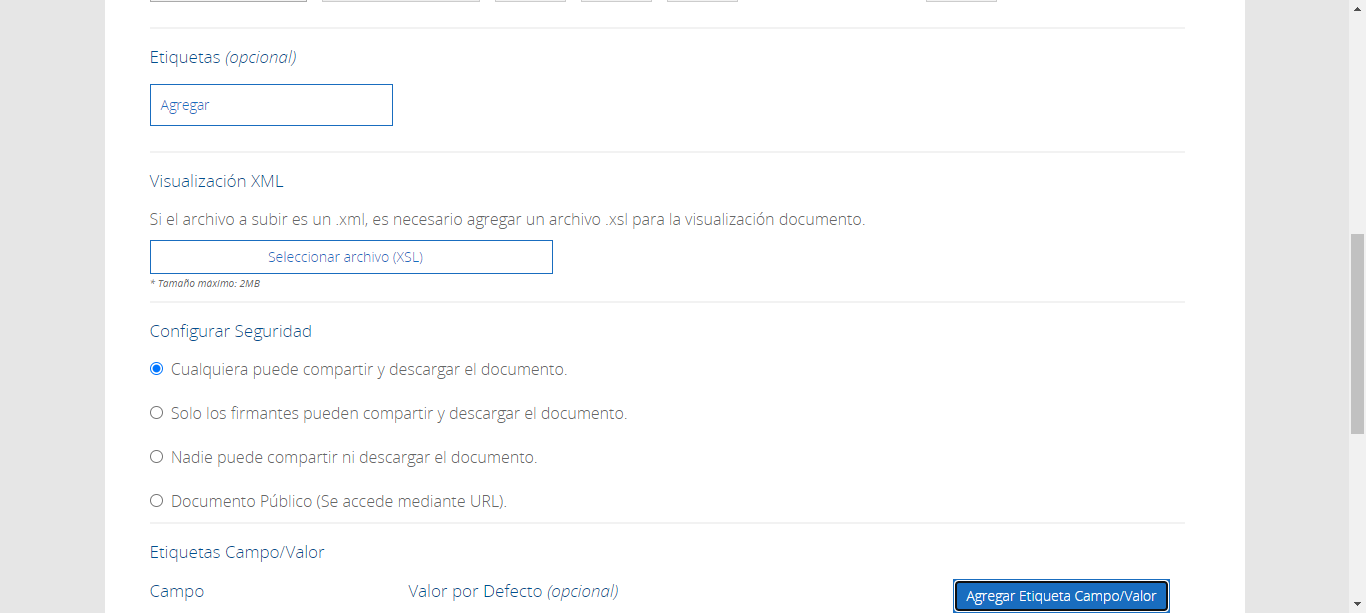 Etiquetas (opcional)
Agregar
Visualización XML
Si el archivo a subir es un .xml, es necesario agregar un archivo .xsl para la visualización documento.
Seleccionar archivo (XSL)
* Tamaño máximo: 2MB
Configurar Seguridad
Cualquiera puede compartir y descargar el documento.
Solo los firmantes pueden compartir y descargar el documento.
Nadie puede compartir ni descargar el documento.
Documento Público (Se accede mediante URL).
Etiquetas Campo/Valor
Campo Valor por Defecto (opcional) Agregar Etiqueta Campo/Valor